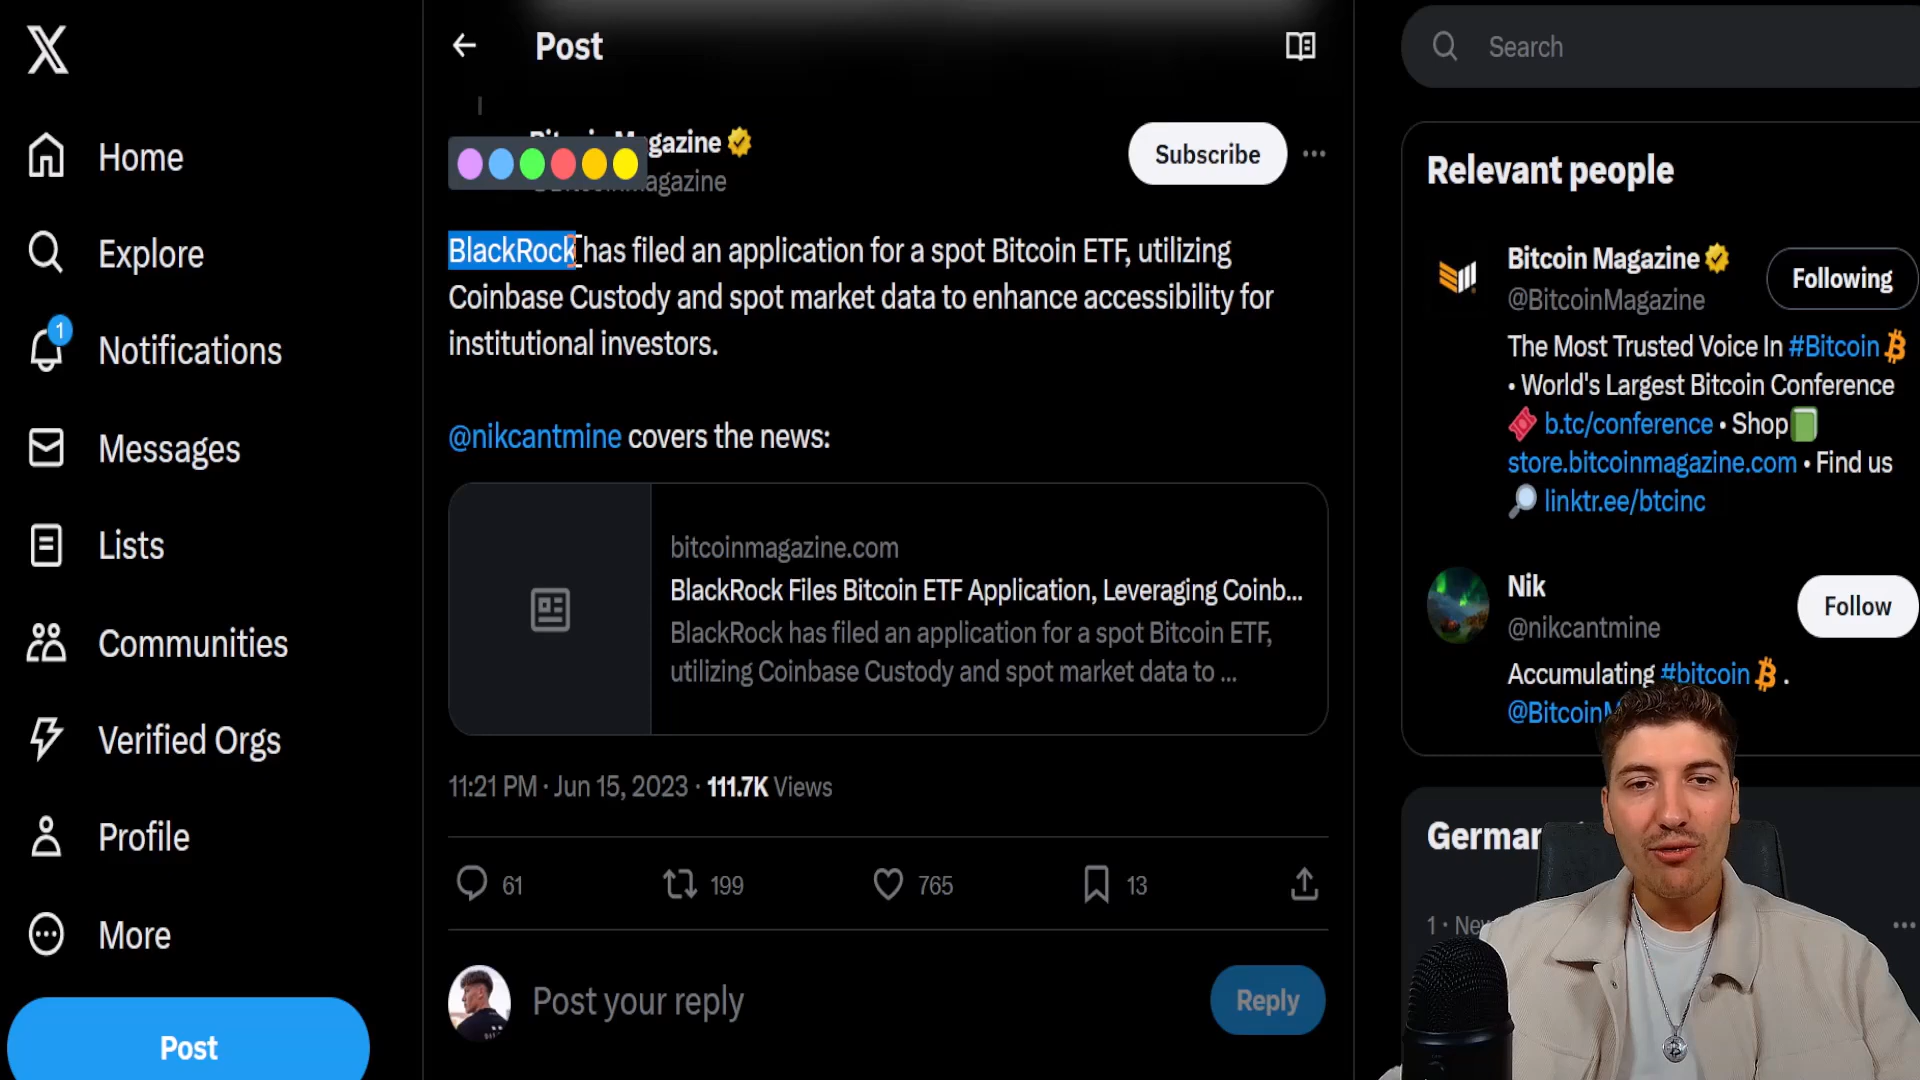 Home
Explore
1
Notifications
Messages
Lists
Communities
Verified Orgs
Profile
More
Post
Post
gazine
agazine
Subscribe
BlackRock has filed an application for a spot Bitcoin ETF, utilizing
Coinbase Custody and spot market data to enhance accessibility for
institutional investors.
@nikcantmine covers the news:
bitcoinmagazine.com
BlackRock Files Bitcoin ETF Application, Leveraging Coinb...
BlackRock has filed an application for a spot Bitcoin ETF,
utilizing Coinbase Custody and spot market data to ...
11:21 PM · Jun 15, 2023 · 111.7K Views
61 199 765 13
Post your reply
Reply
Search
Relevant people
Bitcoin Magazine
Following
@BitcoinMagazine
The Most Trusted Voice In #Bitcoin
• World's Largest Bitcoin Conference
b.tc/conference • Shop
store.bitcoinmagazine.com • Find us
linktr.ee/btcinc
Nik
@nikcantmine
Follow
Accumulating #bitcoin .
@BitcoinM
German
1 · New